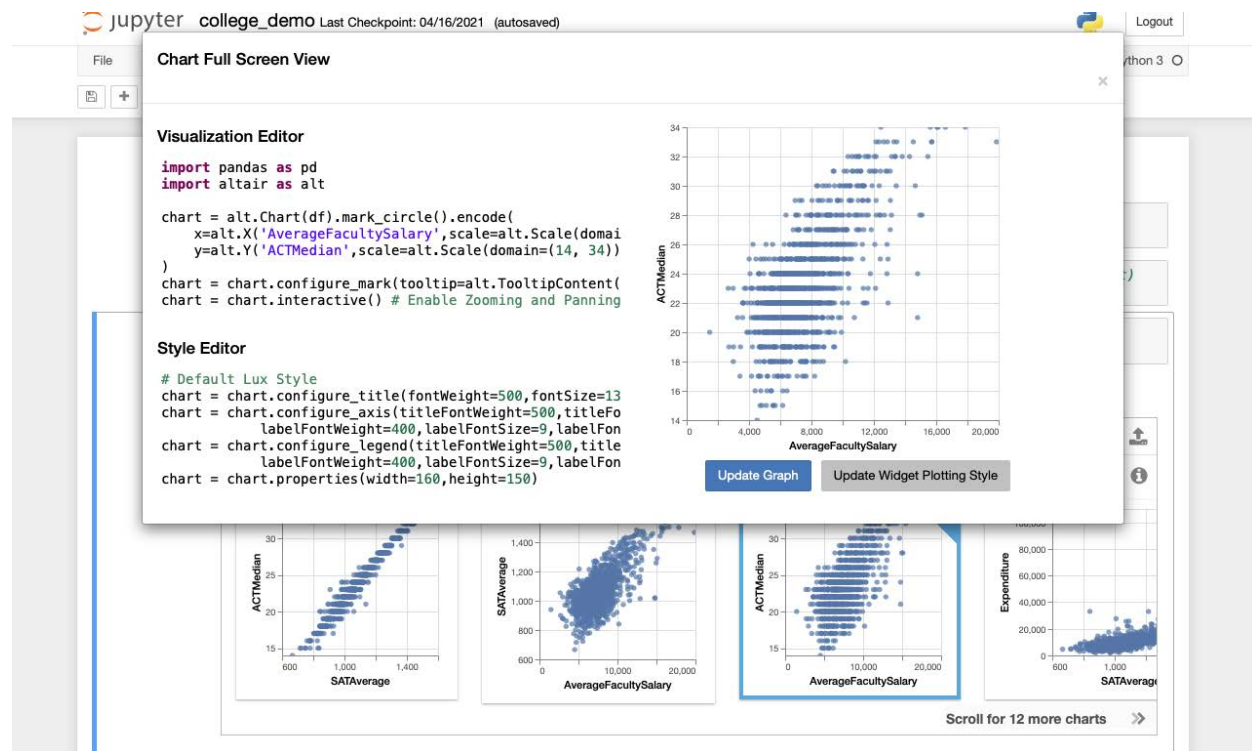 jupyter college_demo Last Checkpoint: 04/16/2021 (autosaved)
Logout
File
ython 3
Chart Full Screen View
×
Visualization Editor
import pandas as pd
import altair as alt
chart = alt.Chart(df).mark_circle().encode(
x=alt.X('AverageFacultySalary',scale=alt.Scale(domai
y=alt.Y('ACTMedian',scale=alt.Scale(domain=(14, 34))
)
chart = chart.configure_mark(tooltip=alt.TooltipContent(
chart = chart.interactive() # Enable Zooming and Panning
Style Editor
# Default Lux Style
chart = chart.configure_title(fontWeight=500,fontSize=13
chart = chart.configure_axis(titleFontWeight=500,titleFo
labelFontWeight=400,labelFontSize=9,labelFon
chart = chart.configure_legend(titleFontWeight=500,title
labelFontWeight=400,labelFontSize=9,labelFon
chart = chart.properties(width=160,height=150)
34
32
30
28
26
24
22
20
18
16
14
ACTMedian
0 4,000 8,000 12,000 16,000 20,000
AverageFacultySalary
Update Graph
Update Widget Plotting Style
:)
30
25
20
15
ACTMedian
600 1,000 1,400
SATAverage
1,400
1,200
1,000
800
600
SATAverage
0 10,000 20,000
AverageFacultySalary
30
25
20
15
ACTMedian
0 10,000 20,000
AverageFacultySalary
80,000
60,000
40,000
20,000
0
Expenditure
600 1,000
SATAverage
Scroll for 12 more charts